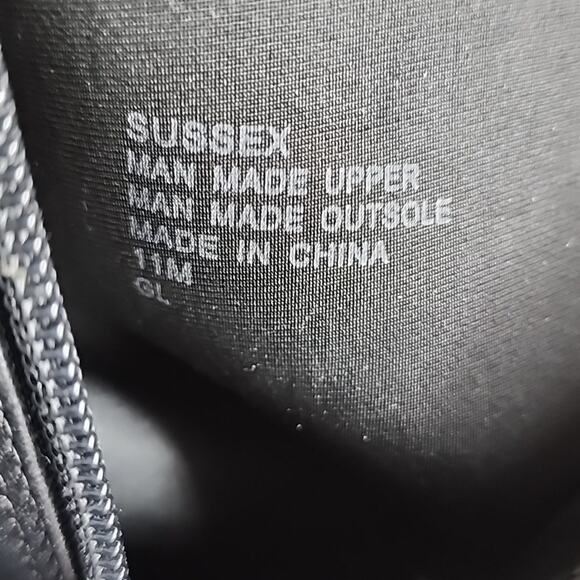 SUSSEX
MAN MADE UPPER
MAN MADE OUTSOLE
MADE IN CHINA
11M
GL